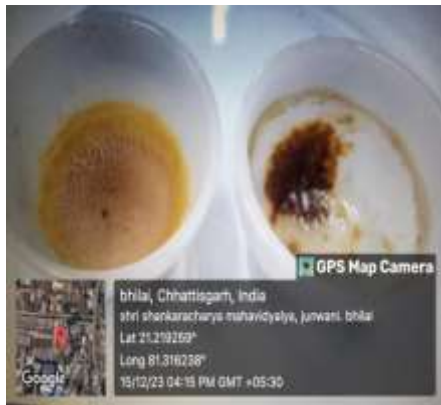 GPS Map Camera
bhilai, Chhattisgarh, India
shri shankaracharya mahavidyalya, junwani. bhilai
Lat 21.219259°
Long 81.316238°
15/12/23 04:15 PM GMT +05:30
Google